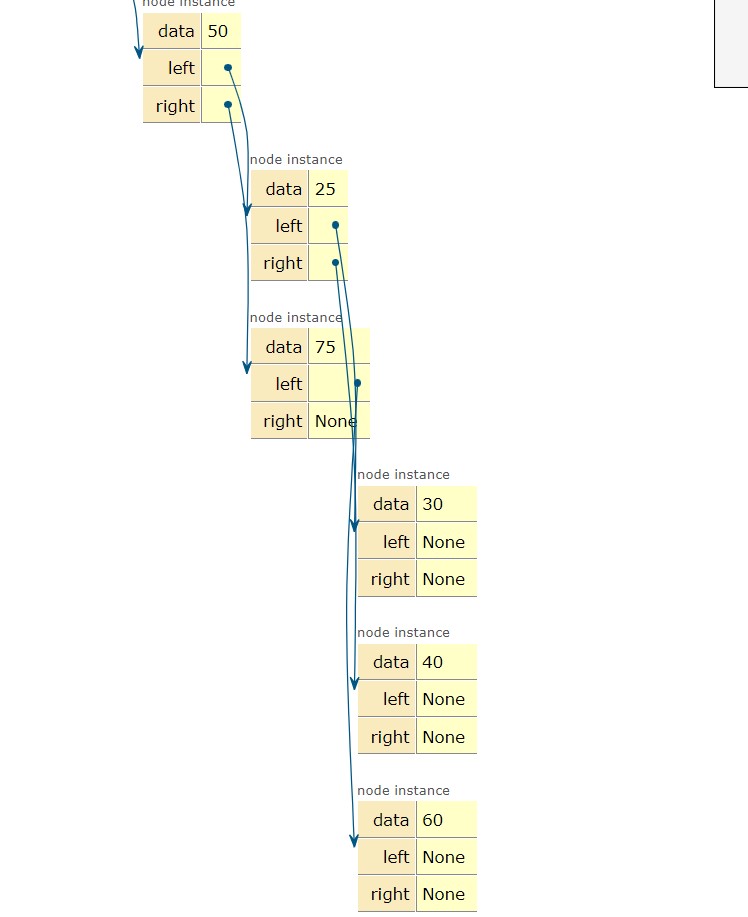 node instance
data 50
left
right
node instance
data 25
left
right
node instance
data 75
left
right None
node instance
data 30
left None
right None
node instance
data 40
left None
right None
node instance
data 60
left None
right None